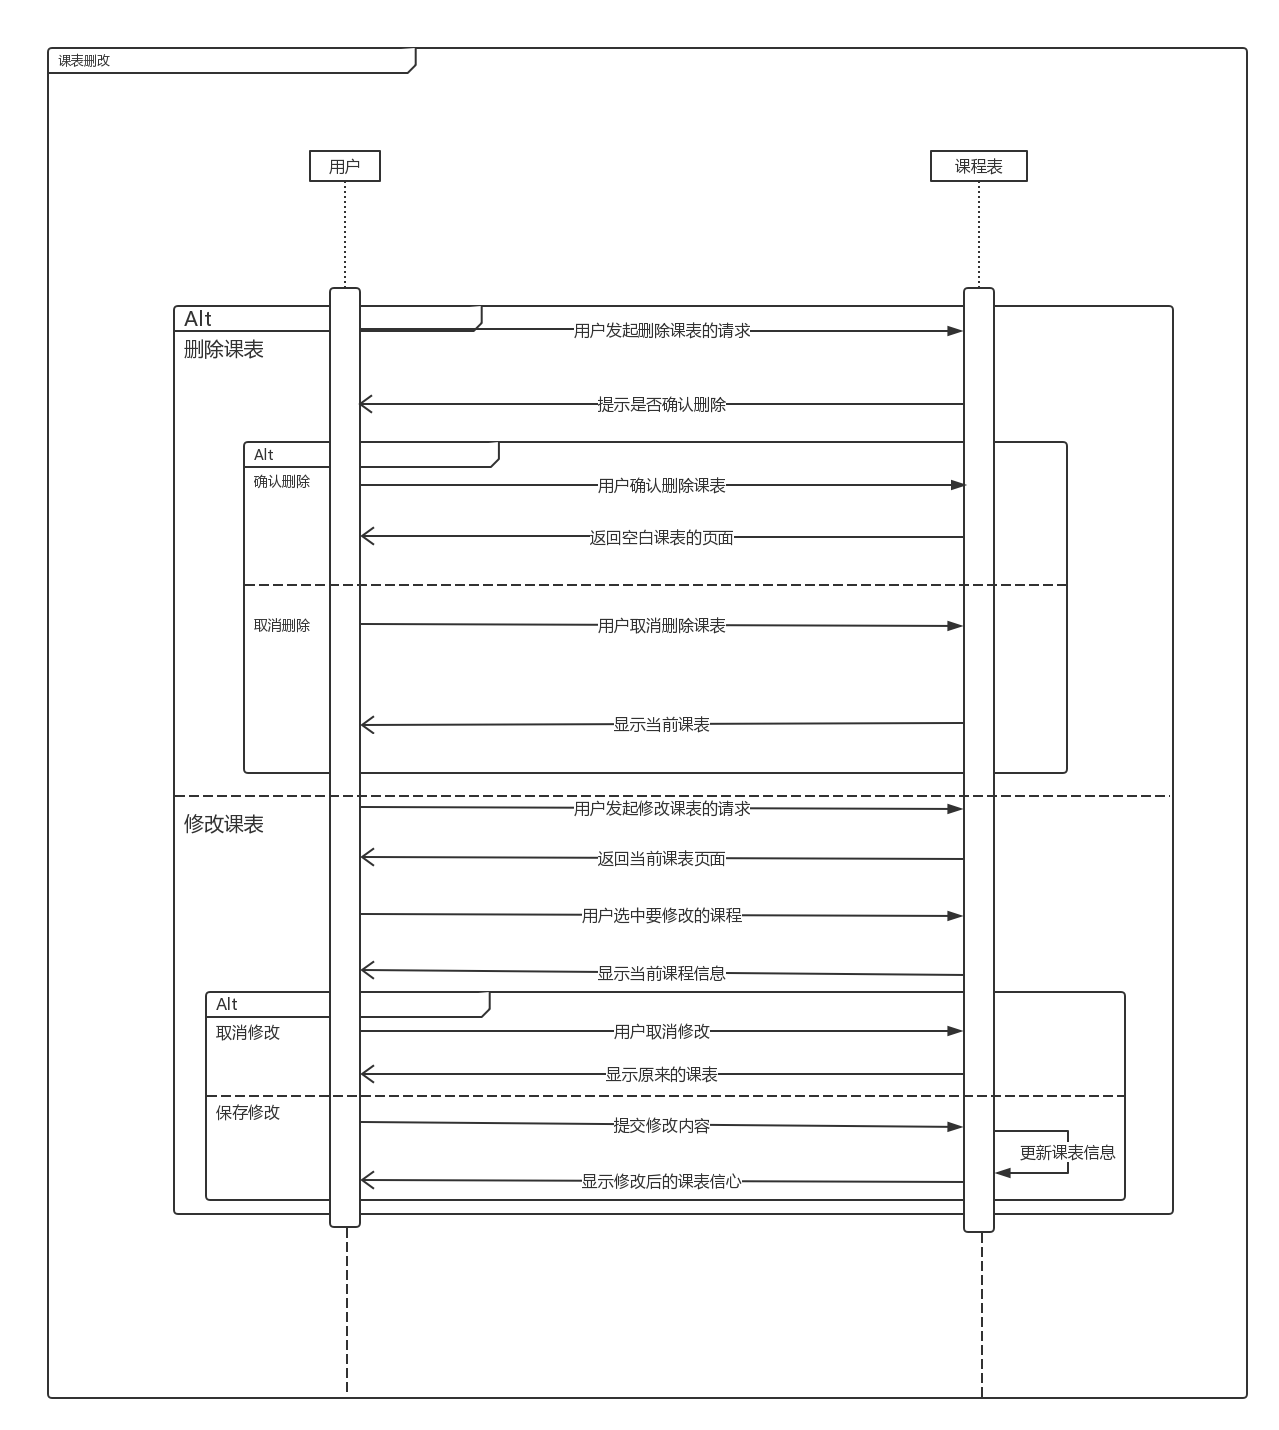 课表删改
用户
课程表
Alt
用户发起删除课表的请求
删除课表
提示是否确认删除
Alt
确认删除
用户确认删除课表
返回空白课表的页面
取消删除
用户取消删除课表
显示当前课表
用户发起修改课表的请求
修改课表
返回当前课表页面
用户选中要修改的课程
显示当前课程信息
Alt
取消修改
用户取消修改
显示原来的课表
保存修改
提交修改内容
更新课表信息
显示修改后的课表信心